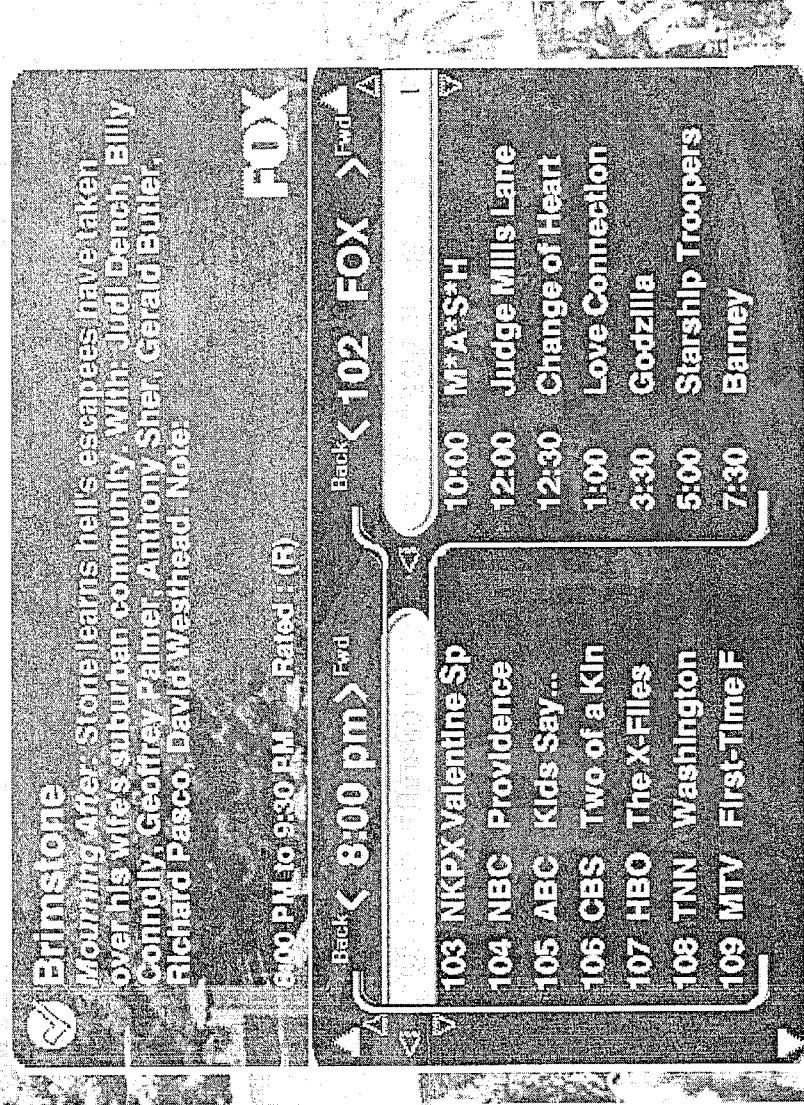 Brimstone
Mourning After: Stone learns hell's escapees have taken
over his wife's suburban community. With: Judi Dench, Billy
Connolly, Geoffrey Palmer, Anthony Sher, Gerald Butler,
Richard Pasco, David Westhead. Note:
8:00 PM to 9:30 PM Rated : (R)
FOX
Back < 8:00 pm > Fwd
Back < 102 FOX > Fwd
103 NKPX Valentine Sp
104 NBC Providence
105 ABC Kids Say...
106 CBS Two of a Kin
107 HBO The X-Files
108 TNN Washington
109 MTV First-Time F
10:00 M*A*S*H
12:00 Judge Mills Lane
12:30 Change of Heart
1:00 Love Connection
3:30 Godzilla
5:00 Starship Troopers
7:30 Barney